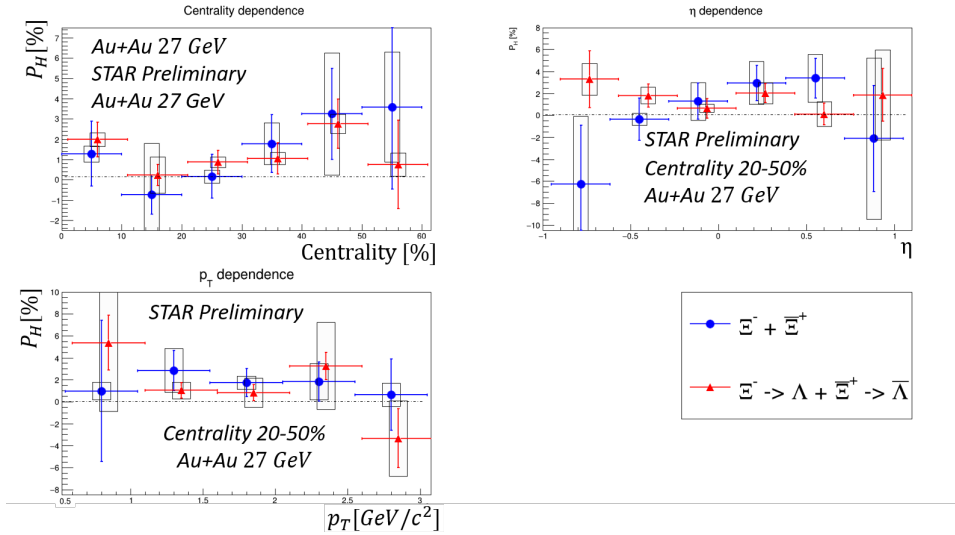 Centrality dependence
P_H [%]
Au+Au 27 GeV
STAR Preliminary
Au+Au 27 GeV
7
6
5
4
3
2
1
0
−1
−2
0 10 20 30 40 50 60
Centrality [%]
η dependence
P_H [%]
8
6
4
2
0
−2
−4
−6
−8
−10
STAR Preliminary
Centrality 20-50%
Au+Au 27 GeV
−1 −0.5 0 0.5 1
η
p_T dependence
P_H [%]
STAR Preliminary
10
8
6
4
2
0
−2
−4
−6
−8
Centrality 20-50%
Au+Au 27 GeV
0.5 1 1.5 2 2.5 3
p_T [GeV/c²]
Ξ⁻ + Ξ̅⁺
Ξ⁻ -> Λ + Ξ̅⁺ -> Λ̅